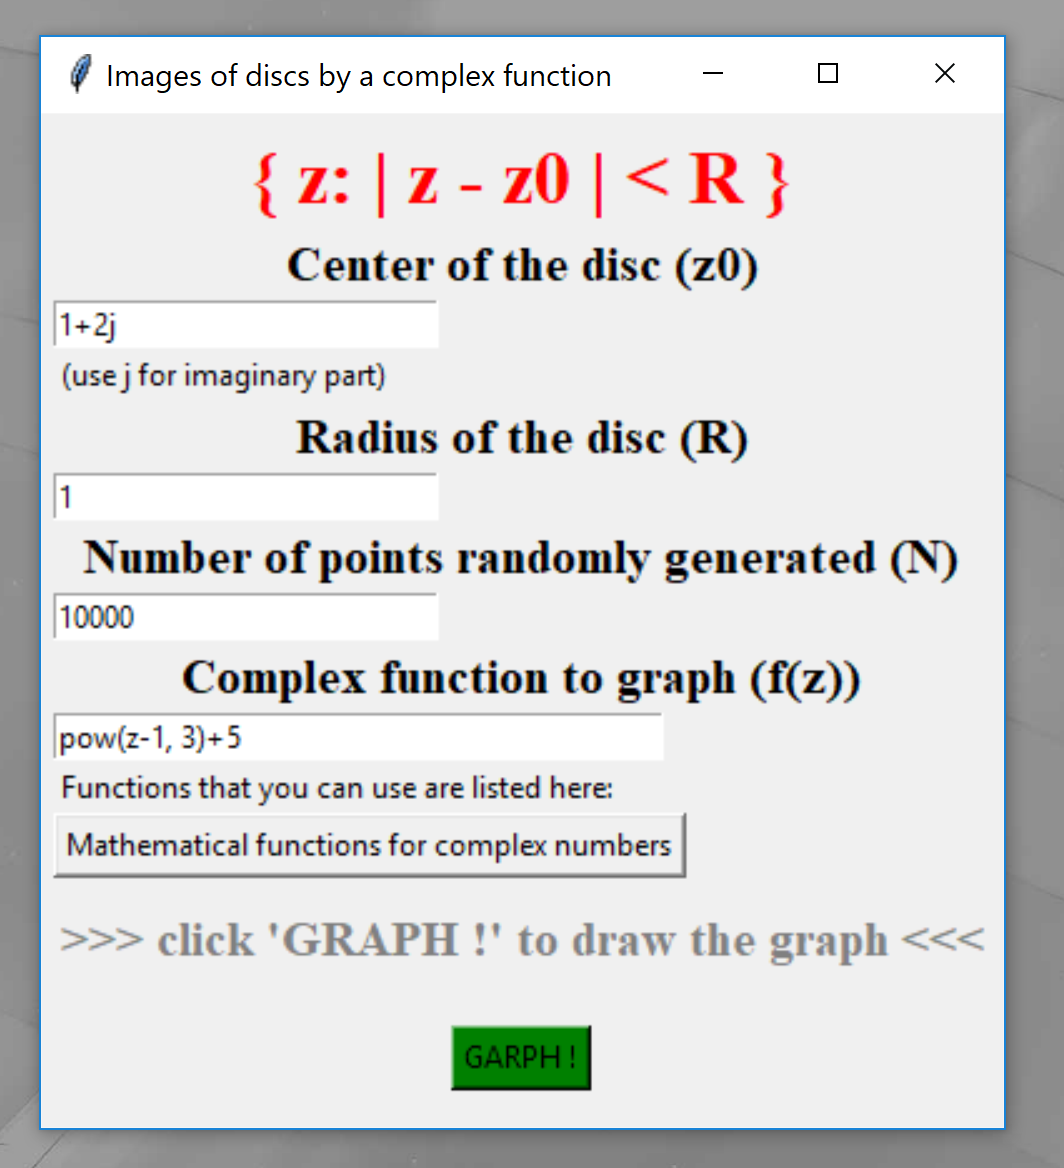 Images of discs by a complex function
{ z: | z - z0 | < R }
Center of the disc (z0)
1+2j
(use j for imaginary part)
Radius of the disc (R)
1
Number of points randomly generated (N)
10000
Complex function to graph (f(z))
pow(z-1, 3)+5
Functions that you can use are listed here:
Mathematical functions for complex numbers
>>> click 'GRAPH !' to draw the graph <<<
GARPH !